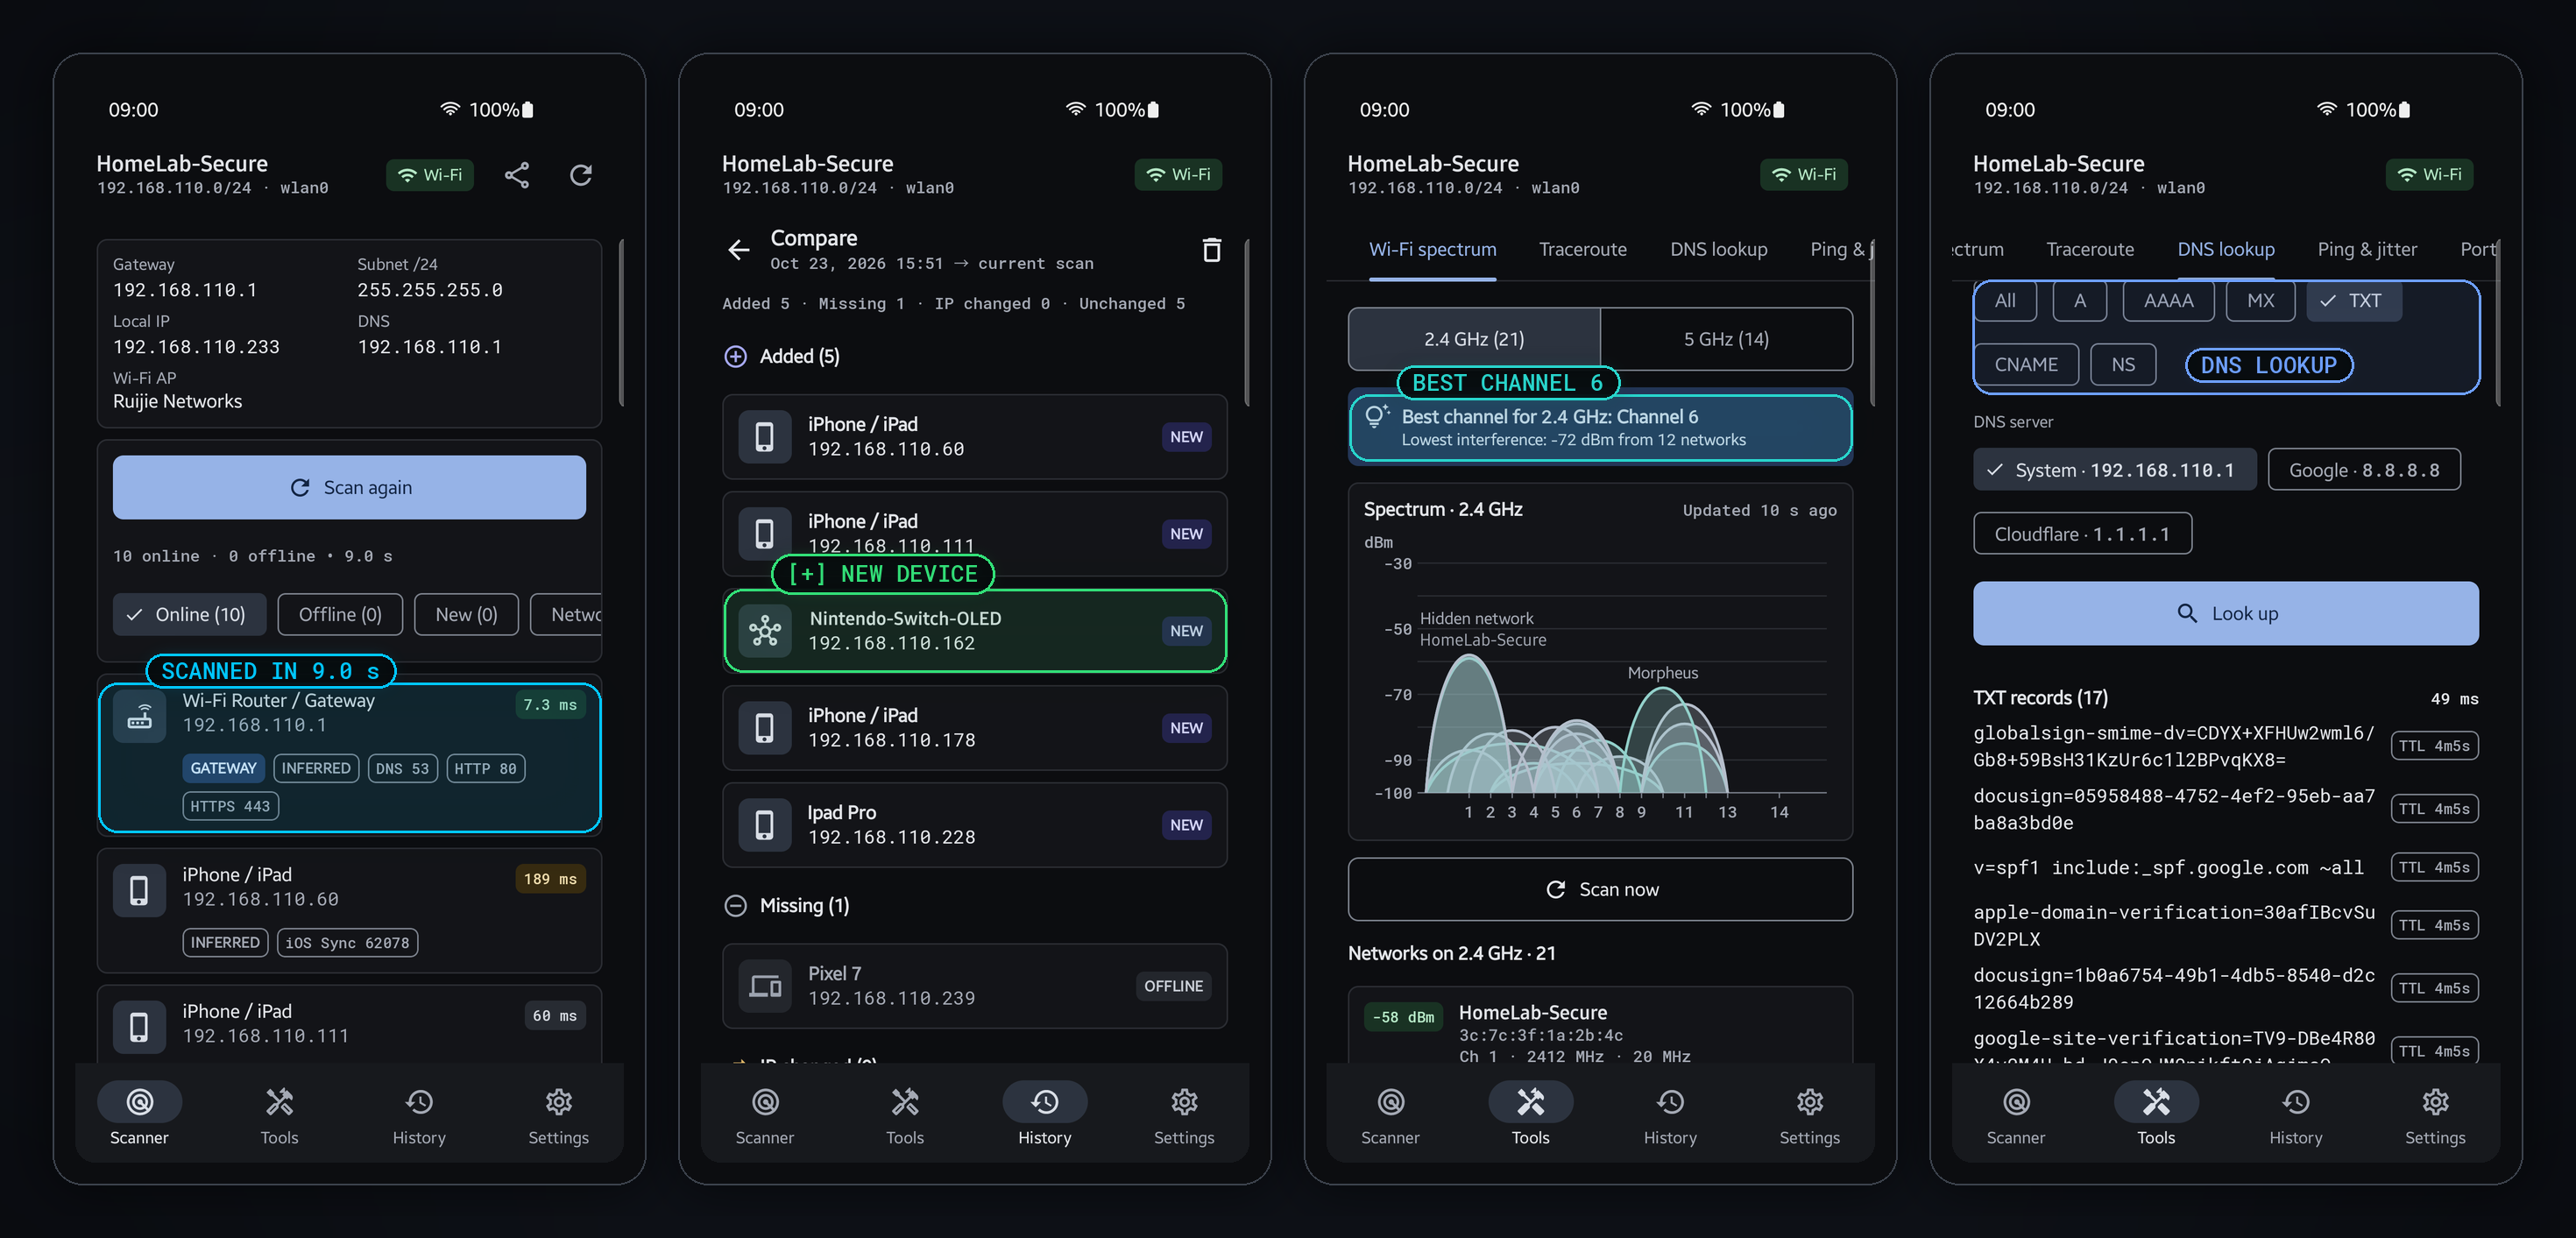 09:00
100%
HomeLab-Secure
192.168.110.0/24 · wlan0
Wi-Fi
Gateway
192.168.110.1
Subnet /24
255.255.255.0
Local IP
192.168.110.233
DNS
192.168.110.1
Wi-Fi AP
Ruijie Networks
Scan again
10 online · 0 offline • 9.0 s
Online (10)
Offline (0)
New (0)
Netwo
SCANNED IN 9.0 s
Wi-Fi Router / Gateway
192.168.110.1
7.3 ms
GATEWAY
INFERRED
DNS 53
HTTP 80
HTTPS 443
iPhone / iPad
192.168.110.60
189 ms
INFERRED
iOS Sync 62078
iPhone / iPad
192.168.110.111
60 ms
Scanner
Tools
History
Settings
09:00
100%
HomeLab-Secure
192.168.110.0/24 · wlan0
Wi-Fi
Compare
Oct 23, 2026 15:51 → current scan
Added 5 · Missing 1 · IP changed 0 · Unchanged 5
Added (5)
iPhone / iPad
192.168.110.60
NEW
iPhone / iPad
192.168.110.111
NEW
[+] NEW DEVICE
Nintendo-Switch-OLED
192.168.110.162
NEW
iPhone / iPad
192.168.110.178
NEW
Ipad Pro
192.168.110.228
NEW
Missing (1)
Pixel 7
192.168.110.239
OFFLINE
IP changed (0)
Scanner
Tools
History
Settings
09:00
100%
HomeLab-Secure
192.168.110.0/24 · wlan0
Wi-Fi
Wi-Fi spectrum
Traceroute
DNS lookup
Ping & j
2.4 GHz (21)
5 GHz (14)
BEST CHANNEL 6
Best channel for 2.4 GHz: Channel 6
Lowest interference: -72 dBm from 12 networks
Spectrum · 2.4 GHz
Updated 10 s ago
dBm
-30
Hidden network
-50
HomeLab-Secure
Morpheus
-70
-90
-100
1 2 3 4 5 6 7 8 9 11 13 14
Scan now
Networks on 2.4 GHz · 21
-58 dBm
HomeLab-Secure
3c:7c:3f:1a:2b:4c
Ch 1 · 2412 MHz · 20 MHz
Scanner
Tools
History
Settings
09:00
100%
HomeLab-Secure
192.168.110.0/24 · wlan0
Wi-Fi
ectrum
Traceroute
DNS lookup
Ping & jitter
Port
All
A
AAAA
MX
TXT
CNAME
NS
DNS LOOKUP
DNS server
System · 192.168.110.1
Google · 8.8.8.8
Cloudflare · 1.1.1.1
Look up
TXT records (17)
49 ms
globalsign-smime-dv=CDYX+XFHUw2wml6/
Gb8+59BsH31KzUr6c1l2BPvqKX8=
TTL 4m5s
docusign=05958488-4752-4ef2-95eb-aa7
ba8a3bd0e
TTL 4m5s
v=spf1 include:_spf.google.com ~all
TTL 4m5s
apple-domain-verification=30afIBcvSu
DV2PLX
TTL 4m5s
docusign=1b0a6754-49b1-4db5-8540-d2c
12664b289
TTL 4m5s
google-site-verification=TV9-DBe4R80
TTL 4m5s
Scanner
Tools
History
Settings